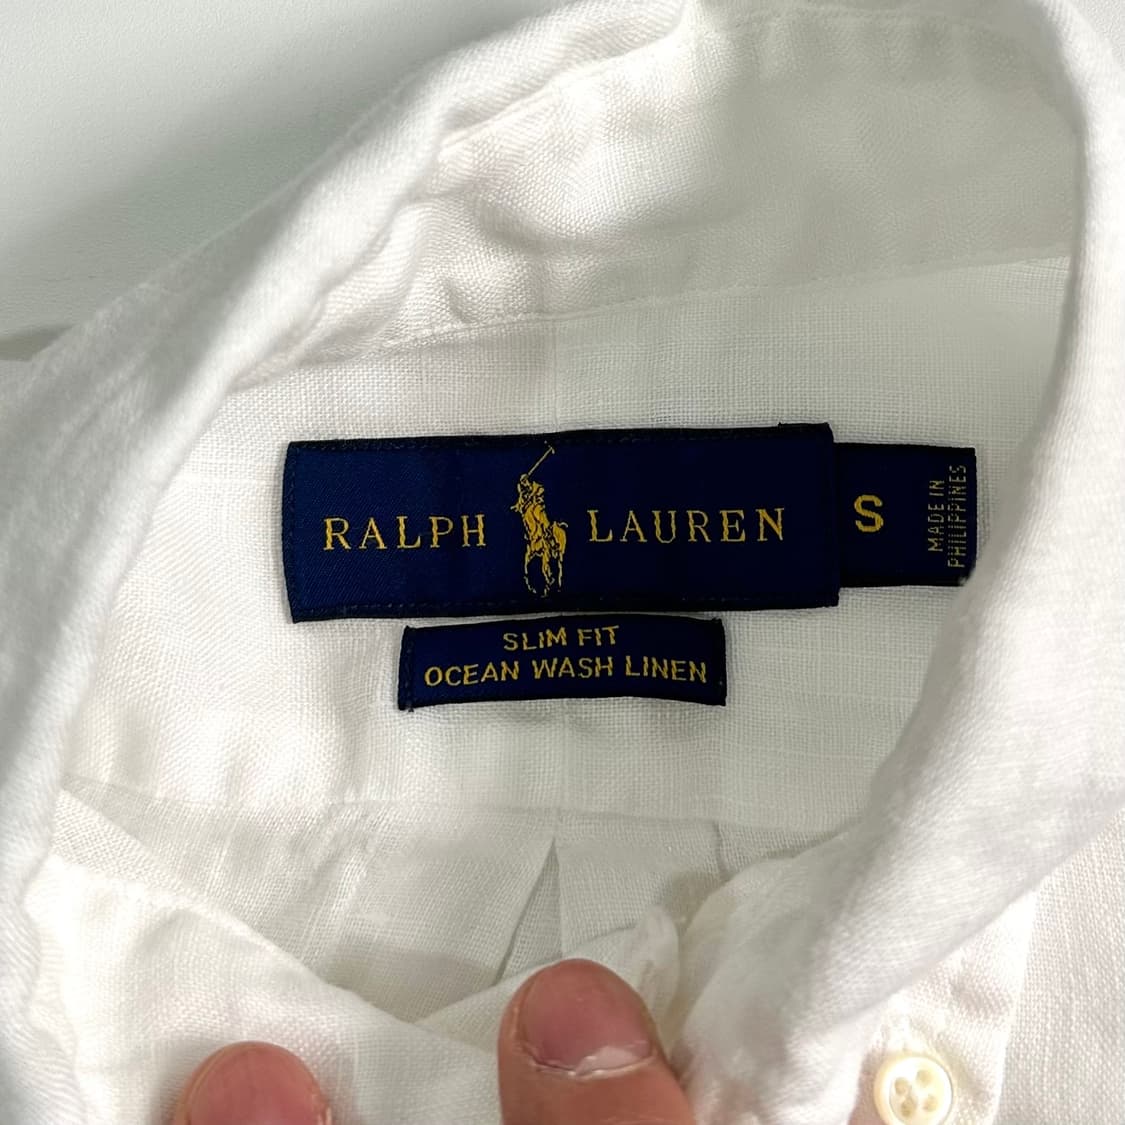 RALPH LAUREN
S
MADE IN
PHILIPPINES
SLIM FIT
OCEAN WASH LINEN